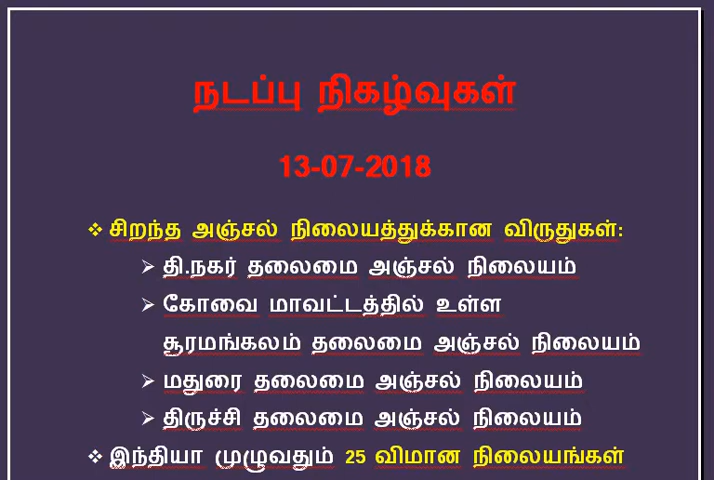 நடப்பு நிகழ்வுகள்
13-07-2018
❖ சிறந்த அஞ்சல் நிலையத்துக்கான விருதுகள்:
➢ தி.நகர் தலைமை அஞ்சல் நிலையம்
➢ கோவை மாவட்டத்தில் உள்ள
சூரமங்கலம் தலைமை அஞ்சல் நிலையம்
➢ மதுரை தலைமை அஞ்சல் நிலையம்
➢ திருச்சி தலைமை அஞ்சல் நிலையம்
❖ இந்தியா முழுவதும் 25 விமான நிலையங்கள்